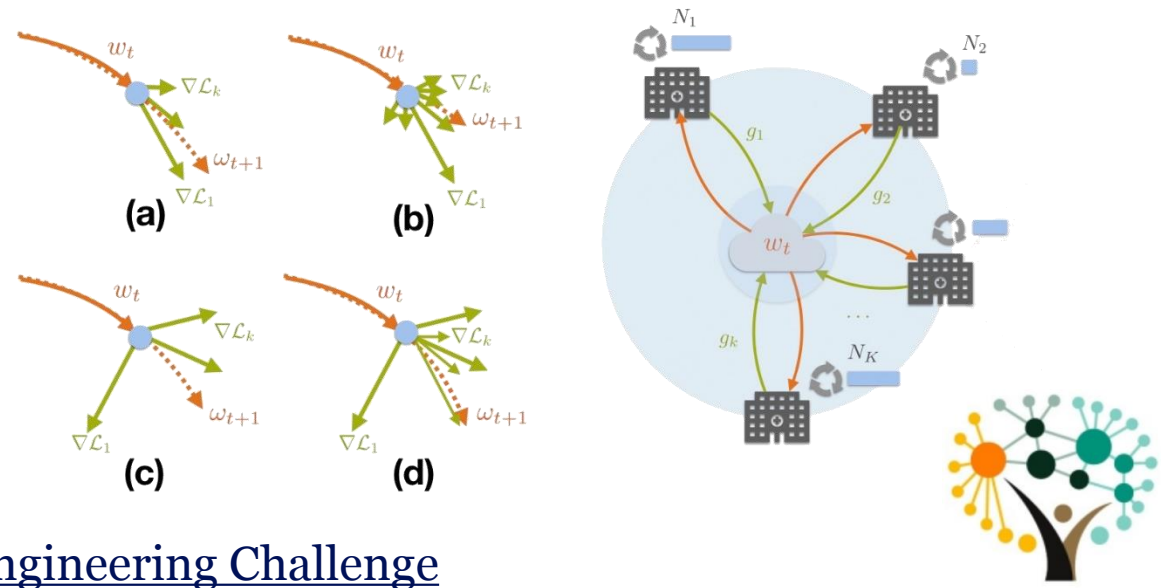 w_t
∇ℒ_k
ω_{t+1}
∇ℒ_1
(a)
w_t
∇ℒ_k
ω_{t+1}
∇ℒ_1
(b)
w_t
∇ℒ_k
ω_{t+1}
∇ℒ_1
(c)
w_t
∇ℒ_k
ω_{t+1}
∇ℒ_1
(d)
N_1
N_2
g_1
g_2
w_t
...
g_k
N_K
ngineering Challenge